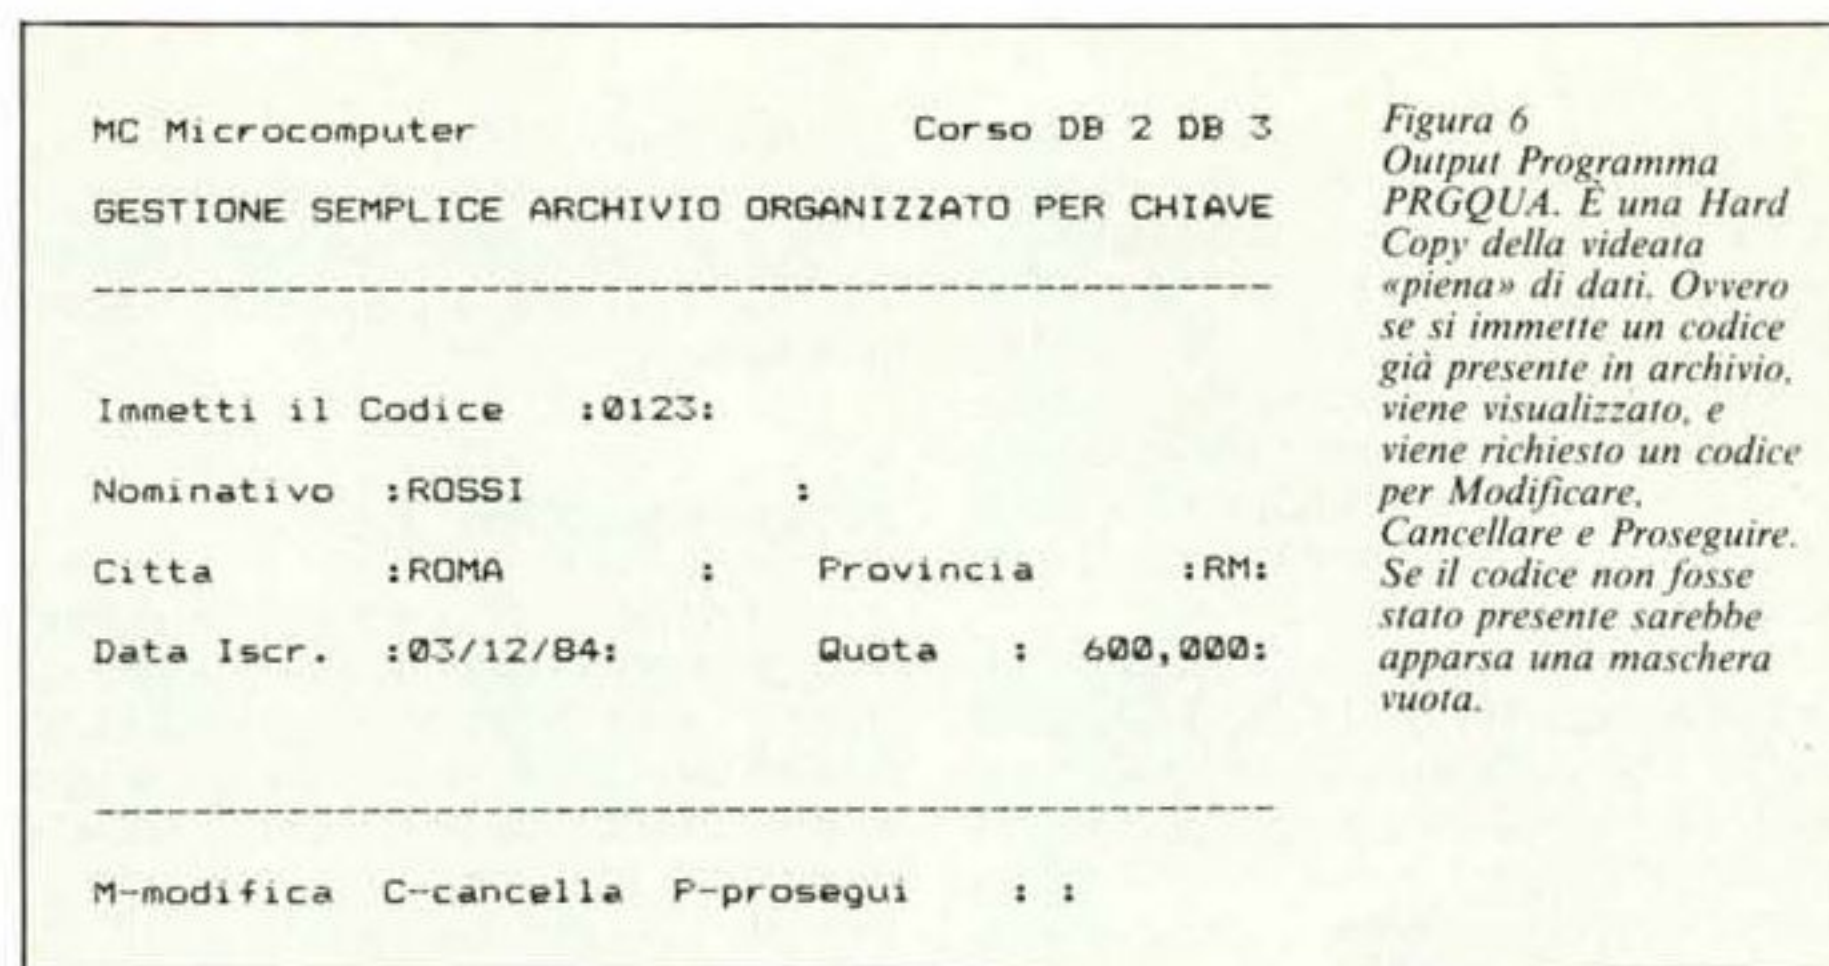 MC Microcomputer Corso DB 2 DB 3
GESTIONE SEMPLICE ARCHIVIO ORGANIZZATO PER CHIAVE
--------------------------------------------------
Immetti il Codice :0123:
Nominativo :ROSSI :
Citta :ROMA : Provincia :RM:
Data Iscr. :03/12/84: Quota : 600,000:
--------------------------------------------------
M-modifica C-cancella P-prosegui : :
Figura 6
Output Programma
PRGQUA. È una Hard
Copy della videata
«piena» di dati. Ovvero
se si immette un codice
già presente in archivio,
viene visualizzato, e
viene richiesto un codice
per Modificare,
Cancellare e Proseguire.
Se il codice non fosse
stato presente sarebbe
apparsa una maschera
vuota.